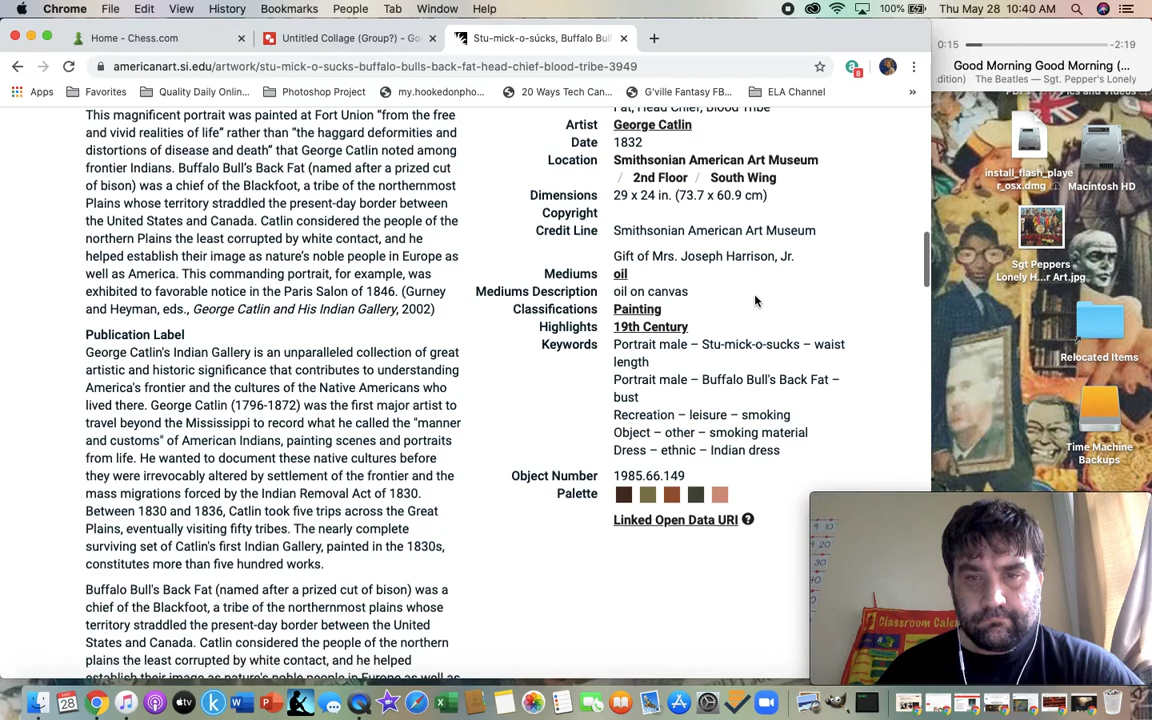 Chrome File Edit View History Bookmarks People Tab Window Help 100% Thu May 28 10:40 AM
Home - Chess.com
Untitled Collage (Group?) - Go
Stu-mick-o-súcks, Buffalo Bul
americanart.si.edu/artwork/stu-mick-o-sucks-buffalo-bulls-back-fat-head-chief-blood-tribe-3949
8
Apps Favorites Quality Daily Onlin... Photoshop Project my.hookedonpho... 20 Ways Tech Can... G'ville Fantasy FB... ELA Channel »
This magnificent portrait was painted at Fort Union “from the free
and vivid realities of life” rather than “the haggard deformities and
distortions of disease and death” that George Catlin noted among
frontier Indians. Buffalo Bull’s Back Fat (named after a prized cut
of bison) was a chief of the Blackfoot, a tribe of the northernmost
Plains whose territory straddled the present-day border between
the United States and Canada. Catlin considered the people of the
northern Plains the least corrupted by white contact, and he
helped establish their image as nature’s noble people in Europe as
well as America. This commanding portrait, for example, was
exhibited to favorable notice in the Paris Salon of 1846. (Gurney
and Heyman, eds., George Catlin and His Indian Gallery, 2002)
Publication Label
George Catlin's Indian Gallery is an unparalleled collection of great
artistic and historic significance that contributes to understanding
America's frontier and the cultures of the Native Americans who
lived there. George Catlin (1796-1872) was the first major artist to
travel beyond the Mississippi to record what he called the "manner
and customs" of American Indians, painting scenes and portraits
from life. He wanted to document these native cultures before
they were irrevocably altered by settlement of the frontier and the
mass migrations forced by the Indian Removal Act of 1830.
Between 1830 and 1836, Catlin took five trips across the Great
Plains, eventually visiting fifty tribes. The nearly complete
surviving set of Catlin's first Indian Gallery, painted in the 1830s,
constitutes more than five hundred works.
Buffalo Bull's Back Fat (named after a prized cut of bison) was a
chief of the Blackfoot, a tribe of the northernmost plains whose
territory straddled the present-day border between the United
States and Canada. Catlin considered the people of the northern
plains the least corrupted by white contact, and he helped
establish their image as nature's noble people in Europe as well as
Fat, Head Chief, Blood Tribe
Artist George Catlin
Date 1832
Location Smithsonian American Art Museum
/ 2nd Floor / South Wing
Dimensions 29 x 24 in. (73.7 x 60.9 cm)
Copyright
Credit Line Smithsonian American Art Museum
Gift of Mrs. Joseph Harrison, Jr.
Mediums oil
Mediums Description oil on canvas
Classifications Painting
Highlights 19th Century
Keywords Portrait male – Stu-mick-o-sucks – waist
length
Portrait male – Buffalo Bull's Back Fat –
bust
Recreation – leisure – smoking
Object – other – smoking material
Dress – ethnic – Indian dress
Object Number 1985.66.149
Palette
Linked Open Data URI ?
0:15 -2:19
Good Morning Good Morning (...
dition) The Beatles — Sgt. Pepper's Lonely
install_flash_playe
r_osx.dmg
Macintosh HD
Sgt Peppers
Lonely H...r Art.jpg
Relocated Items
Time Machine
Backups
9 10
20
30
40
Classroom Cale
28
tv